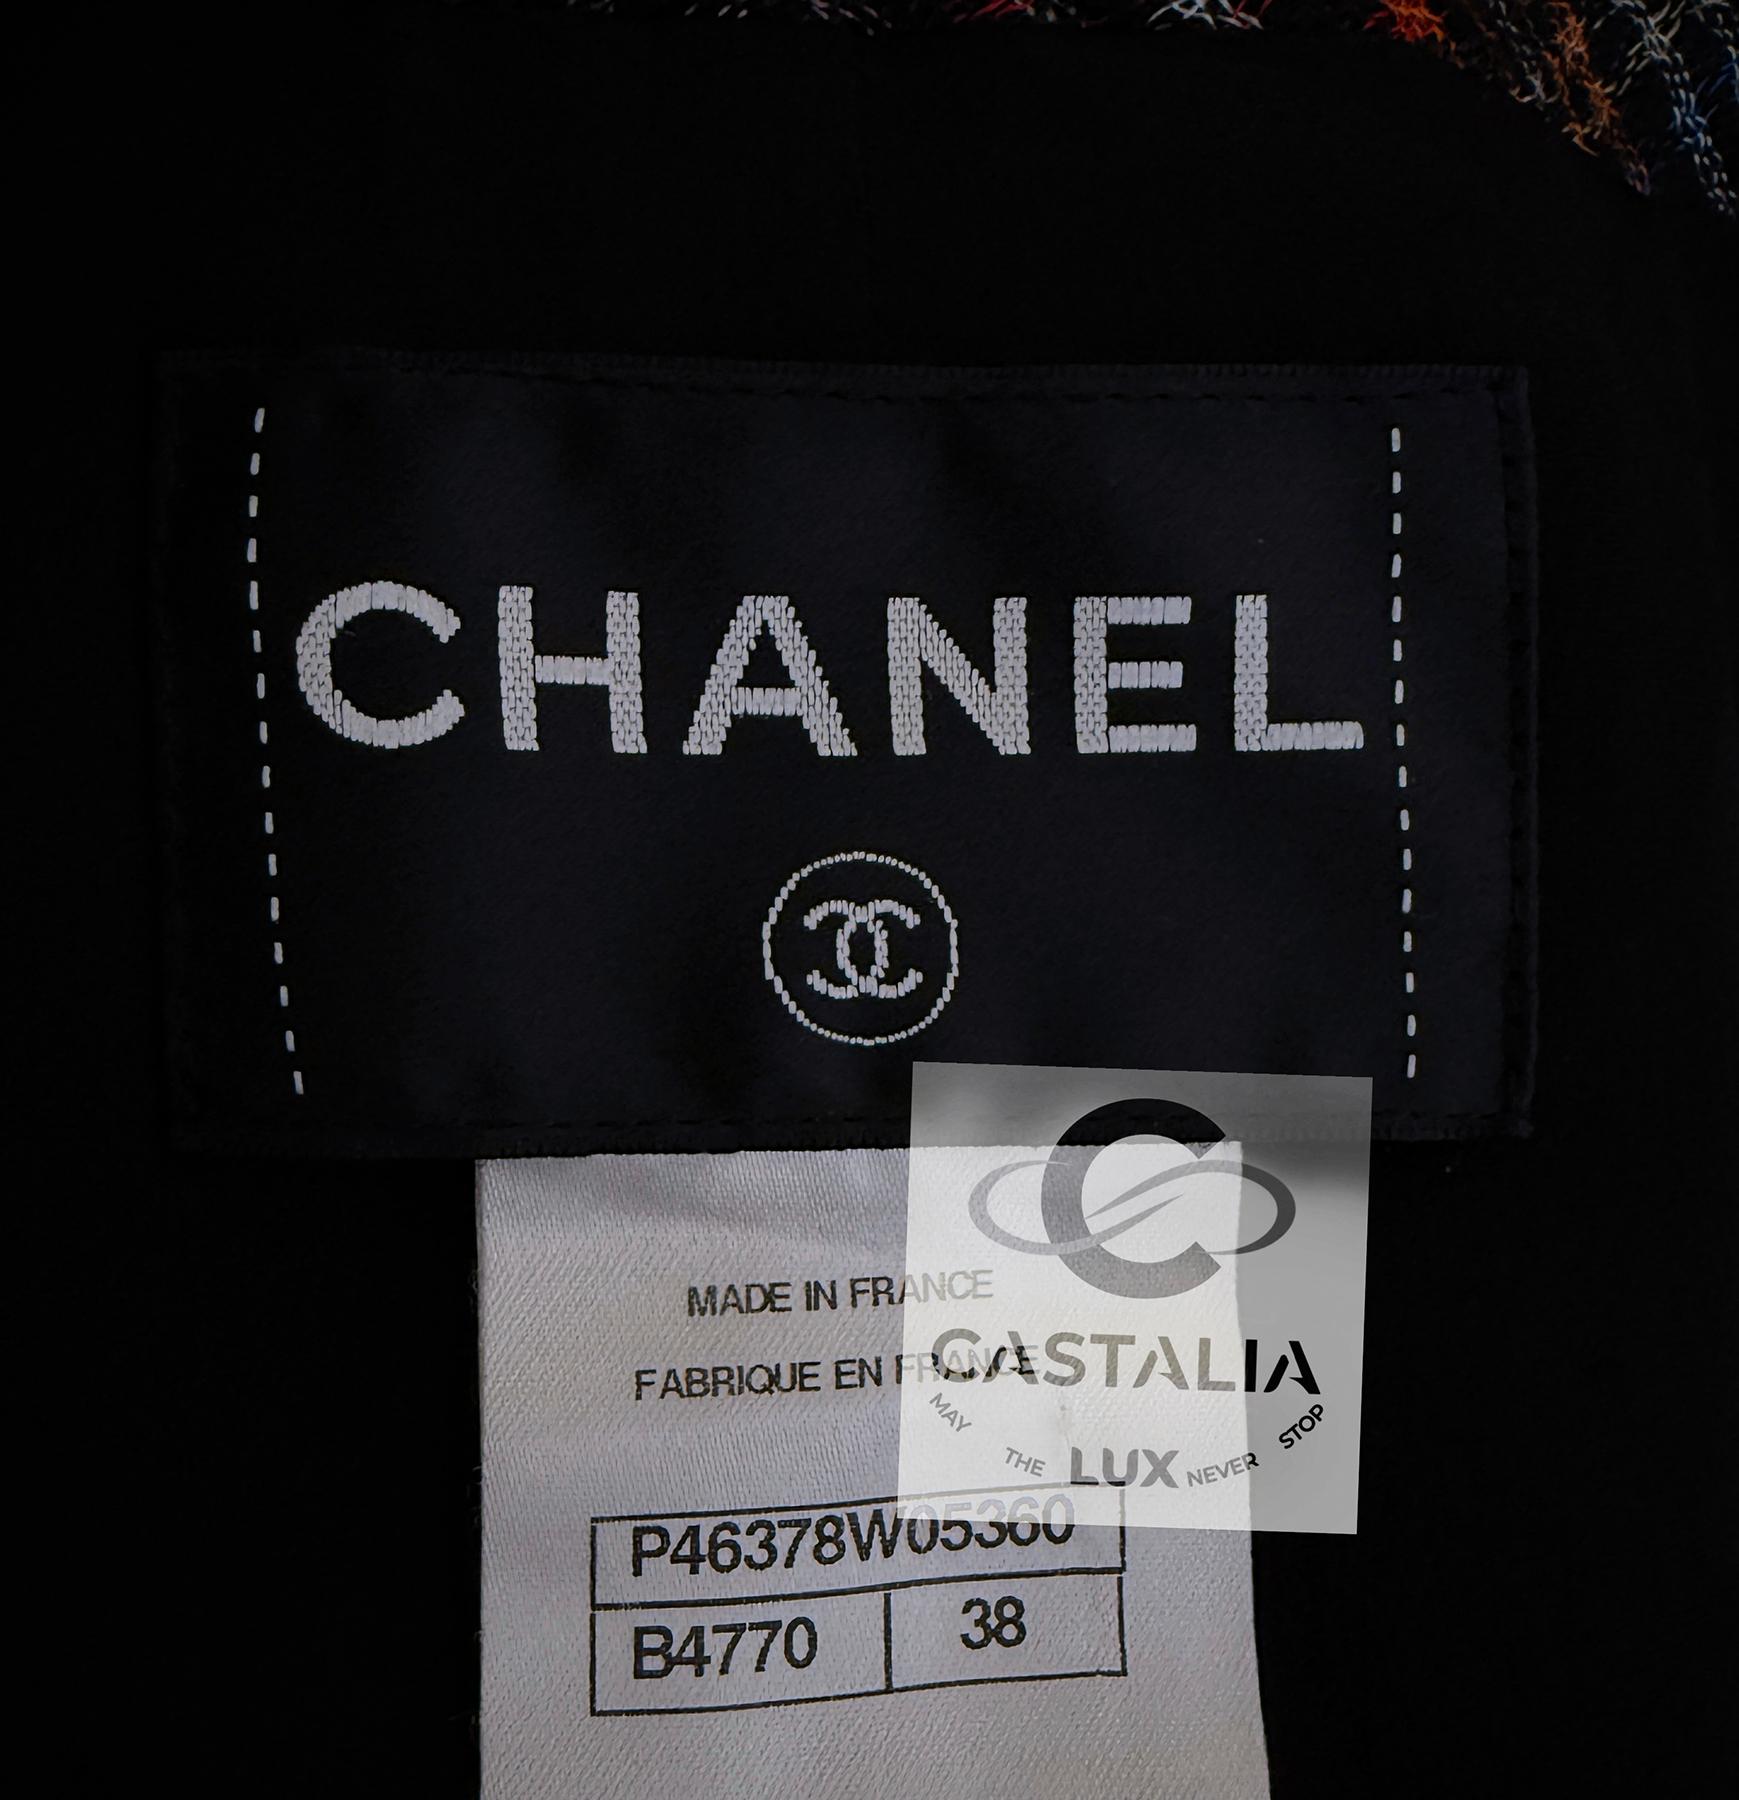 CHANEL
MADE IN FRANCE
FABRIQUE EN FRANCE
CASTALIA
MAY THE LUX NEVER STOP
P46378W05360
B4770 38